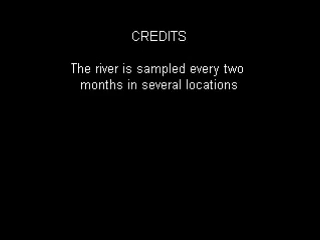 CREDITS
The river is sampled every two
months in several locations